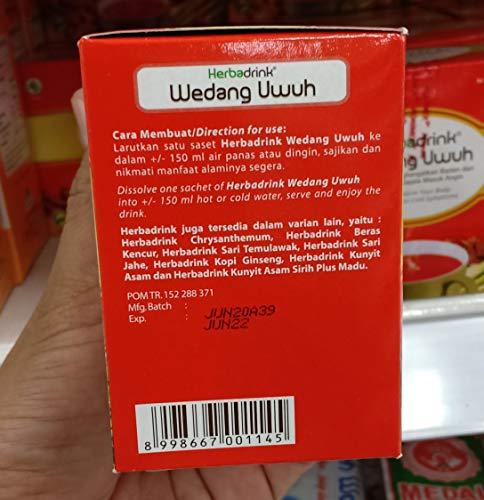 Herbadrink®
Wedang Uwuh
Cara Membuat/Direction for use:
Larutkan satu saset Herbadrink Wedang Uwuh ke
dalam +/- 150 ml air panas atau dingin, sajikan dan
nikmati manfaat alaminya segera.
Dissolve one sachet of Herbadrink Wedang Uwuh
into +/- 150 ml hot or cold water, serve and enjoy the
drink.
Herbadrink juga tersedia dalam varian lain, yaitu :
Herbadrink Chrysanthemum, Herbadrink Beras
Kencur, Herbadrink Sari Temulawak, Herbadrink Sari
Jahe, Herbadrink Kopi Ginseng, Herbadrink Kunyit
Asam dan Herbadrink Kunyit Asam Sirih Plus Madu.
POM TR. 152 288 371
Mfg.Batch : JUN20A39
Exp. : JUN22
8 998667 001145
adrink®
Uwuh